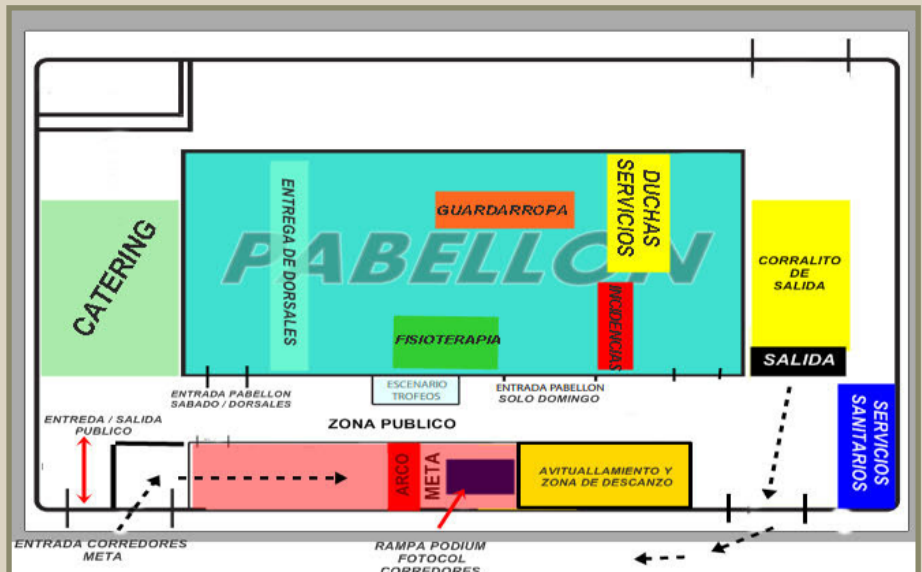 PABELLON
CATERING
ENTREGA DE DORSALES
GUARDARROPA
DUCHAS
SERVICIOS
INCIDENCIAS
FISIOTERAPIA
CORRALITO
DE
SALIDA
SALIDA
ENTRADA PABELLON
SABADO / DORSALES
ESCENARIO
TROFEOS
ENTRADA PABELLON
SOLO DOMINGO
ENTREDA / SALIDA
PUBLICO
ZONA PUBLICO
SERVICIOS
SANITARIOS
ARCO
META
AVITUALLAMIENTO Y
ZONA DE DESCANZO
ENTRADA CORREDORES
META
RAMPA PODIUM
FOTOCOL
CORREDORES